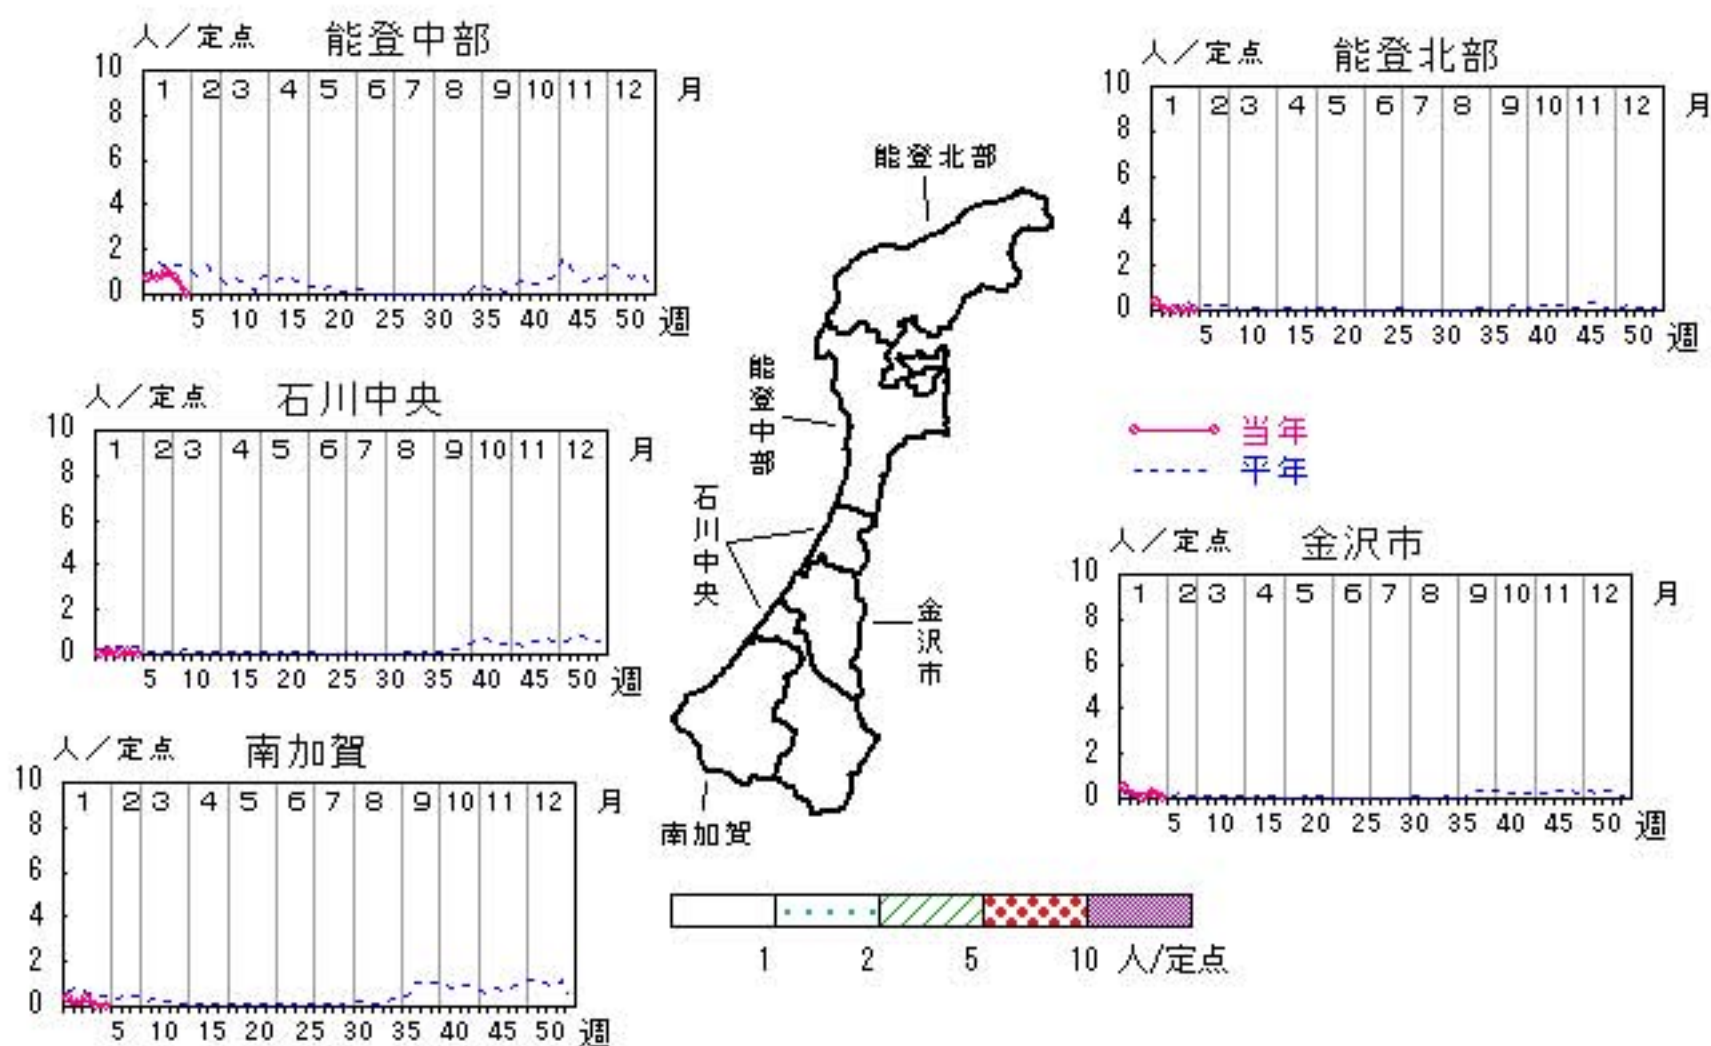 人／定点 能登中部
10 8 6 4 2 0
1 2 3 4 5 6 7 8 9 10 11 12 月
5 10 15 20 25 30 35 40 45 50 週
人／定点 能登北部
10 8 6 4 2 0
1 2 3 4 5 6 7 8 9 10 11 12 月
5 10 15 20 25 30 35 40 45 50 週
人／定点 石川中央
10 8 6 4 2 0
1 2 3 4 5 6 7 8 9 10 11 12 月
5 10 15 20 25 30 35 40 45 50 週
能登北部
能登中部
石川中央
金沢市
南加賀
当年
平年
人／定点 金沢市
10 8 6 4 2 0
1 2 3 4 5 6 7 8 9 10 11 12 月
5 10 15 20 25 30 35 40 45 50 週
人／定点 南加賀
10 8 6 4 2 0
1 2 3 4 5 6 7 8 9 10 11 12 月
5 10 15 20 25 30 35 40 45 50 週
1 2 5 10 人/定点